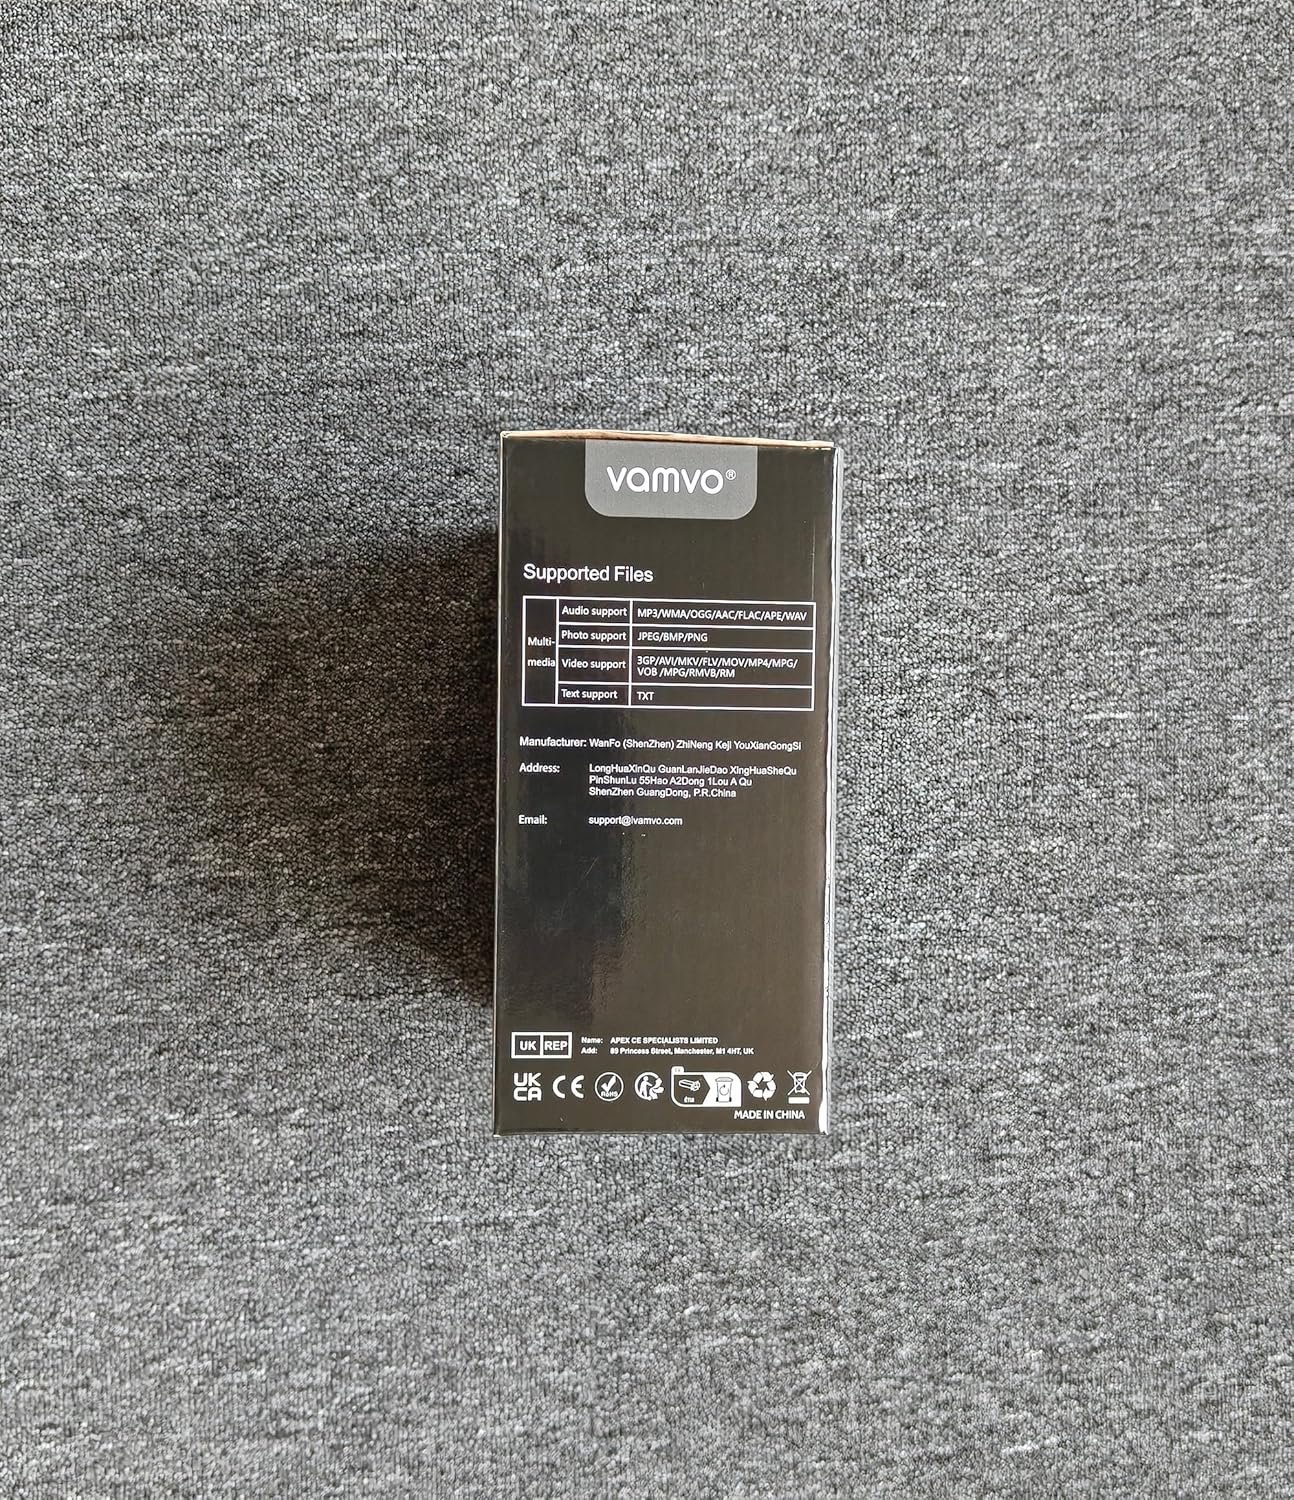 vamvo®
Supported Files
Multi-
media
Audio support MP3/WMA/OGG/AAC/FLAC/APE/WAV
Photo support JPEG/BMP/PNG
Video support 3GP/AVI/MKV/FLV/MOV/MP4/MPG/
VOB /MPG/RMVB/RM
Text support TXT
Manufacturer: WanFo (ShenZhen) ZhiNeng Keji YouXianGongSi
Address: LongHuaXinQu GuanLanJieDao XingHuaSheQu
PinShunLu 55Hao A2Dong 1Lou A Qu
ShenZhen GuangDong, P.R.China
Email: support@ivamvo.com
UK REP
Name: APEX CE SPECIALISTS LIMITED
Add: 89 Princess Street, Manchester, M1 4HT, UK
UK
CA
CE
RoHS
MADE IN CHINA